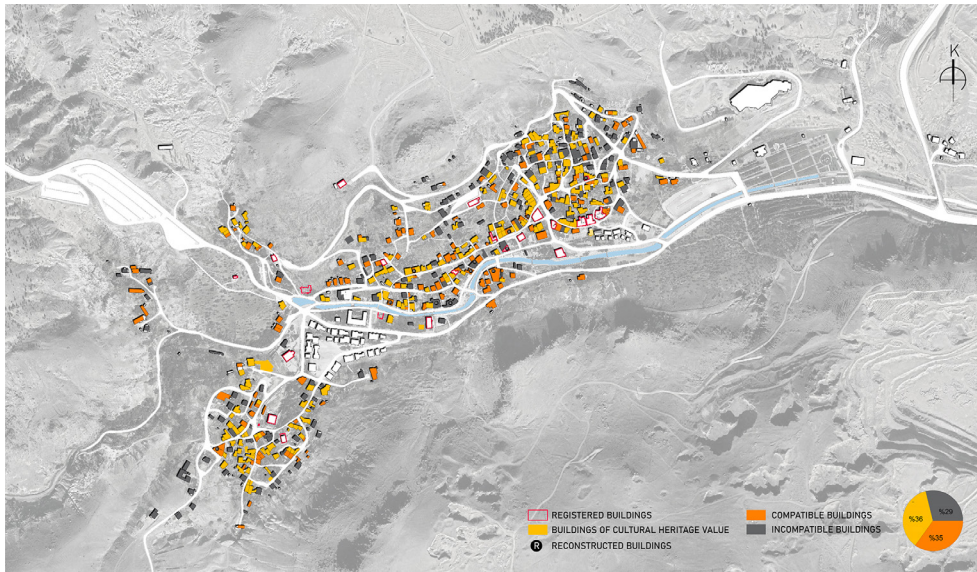 K
REGISTERED BUILDINGS
BUILDINGS OF CULTURAL HERITAGE VALUE
R RECONSTRUCTED BUILDINGS
COMPATIBLE BUILDINGS
INCOMPATIBLE BUILDINGS
%36
%29
%35